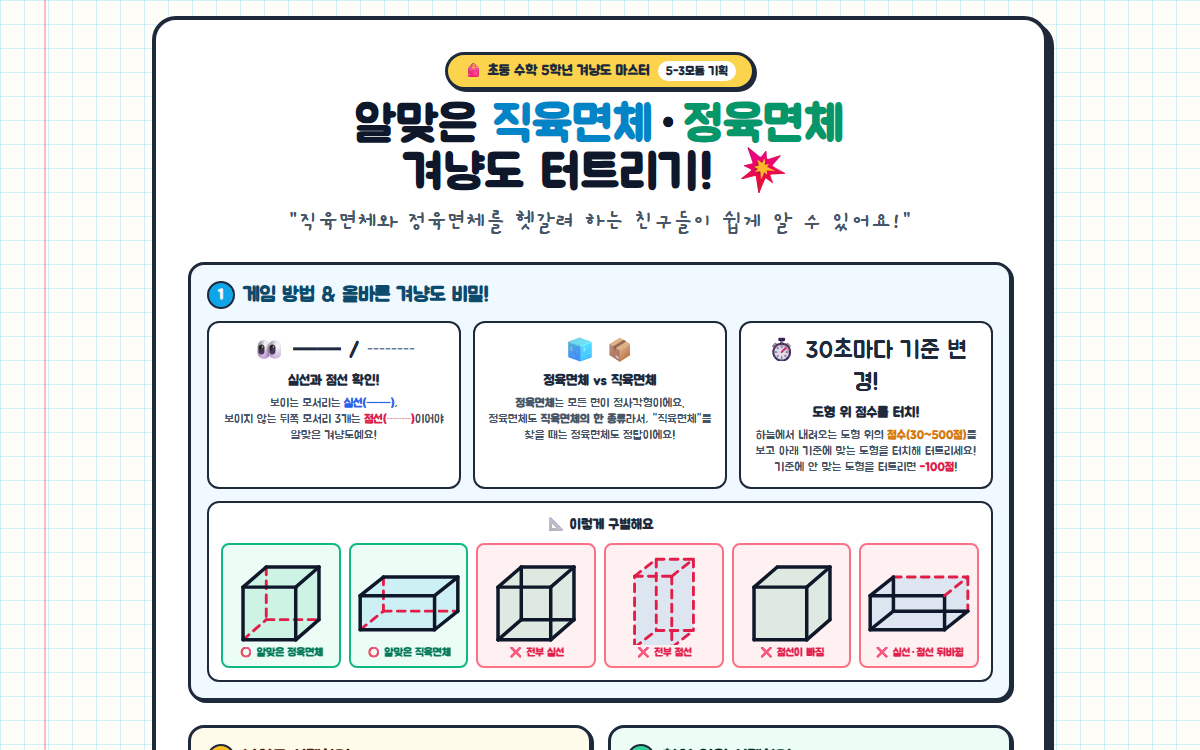 초등 수학 5학년 겨냥도 마스터 5-3모둠 기획
알맞은 직육면체·정육면체
겨냥도 터트리기!
"직육면체와 정육면체를 헷갈려 하는 친구들이 쉽게 알 수 있어요!"
1 게임 방법 & 올바른 겨냥도 비밀!
━━━ / --------
실선과 점선 확인!
보이는 모서리는 실선(───),
보이지 않는 뒤쪽 모서리 3개는 점선(┈┈┈)이어야
알맞은 겨냥도예요!
정육면체 vs 직육면체
정육면체는 모든 면이 정사각형이에요.
정육면체도 직육면체의 한 종류라서, "직육면체"를
찾을 때는 정육면체도 정답이에요!
30초마다 기준 변
경!
도형 위 점수를 터치!
하늘에서 내려오는 도형 위의 점수(30~500점)를
보고 아래 기준에 맞는 도형을 터치해 터트리세요!
기준에 안 맞는 도형을 터트리면 -100점!
이렇게 구별해요
⭕ 알맞은 정육면체
⭕ 알맞은 직육면체
❌ 전부 실선
❌ 전부 점선
❌ 점선이 빠짐
❌ 실선·점선 뒤바뀜